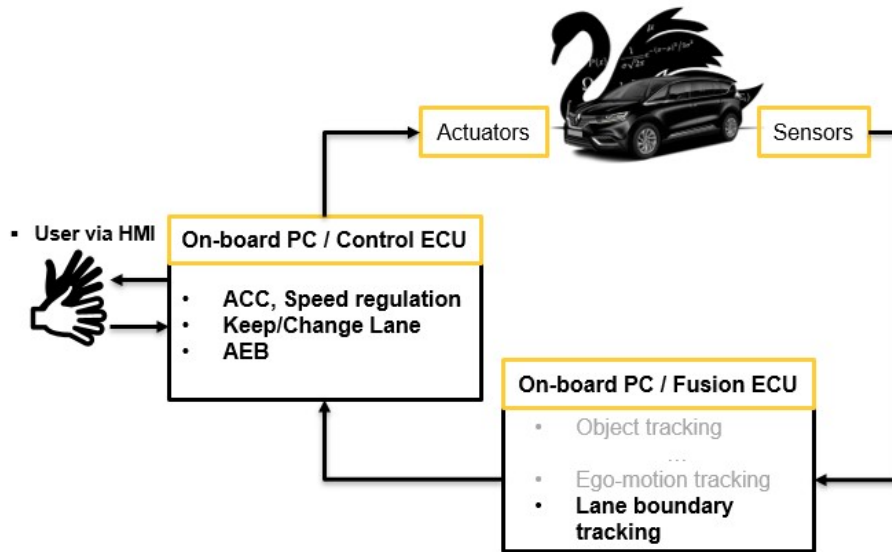 Actuators
Sensors
▪ User via HMI
On-board PC / Control ECU
• ACC, Speed regulation
• Keep/Change Lane
• AEB
On-board PC / Fusion ECU
• Object tracking
...
• Ego-motion tracking
• Lane boundary
tracking